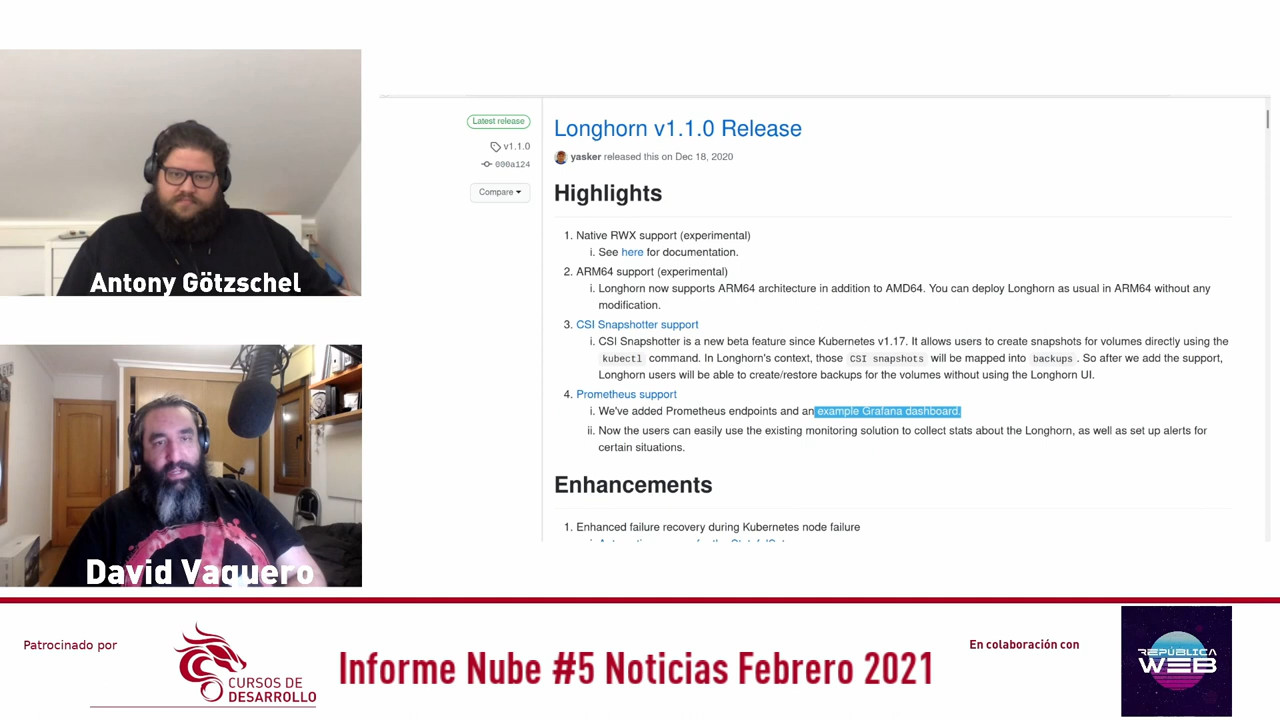 Antony Götzschel
David Vaquero
Latest release
v1.1.0
000a124
Compare
Longhorn v1.1.0 Release
yasker released this on Dec 18, 2020
Highlights
1. Native RWX support (experimental)
i. See here for documentation.
2. ARM64 support (experimental)
i. Longhorn now supports ARM64 architecture in addition to AMD64. You can deploy Longhorn as usual in ARM64 without any
modification.
3. CSI Snapshotter support
i. CSI Snapshotter is a new beta feature since Kubernetes v1.17. It allows users to create snapshots for volumes directly using the
kubectl command. In Longhorn's context, those CSI snapshots will be mapped into backups. So after we add the support,
Longhorn users will be able to create/restore backups for the volumes without using the Longhorn UI.
4. Prometheus support
i. We've added Prometheus endpoints and an example Grafana dashboard.
ii. Now the users can easily use the existing monitoring solution to collect stats about the Longhorn, as well as set up alerts for
certain situations.
Enhancements
1. Enhanced failure recovery during Kubernetes node failure
Patrocinado por
CURSOS DE
DESARROLLO
Informe Nube #5 Noticias Febrero 2021
En colaboración con
REPÚBLICA
WEB